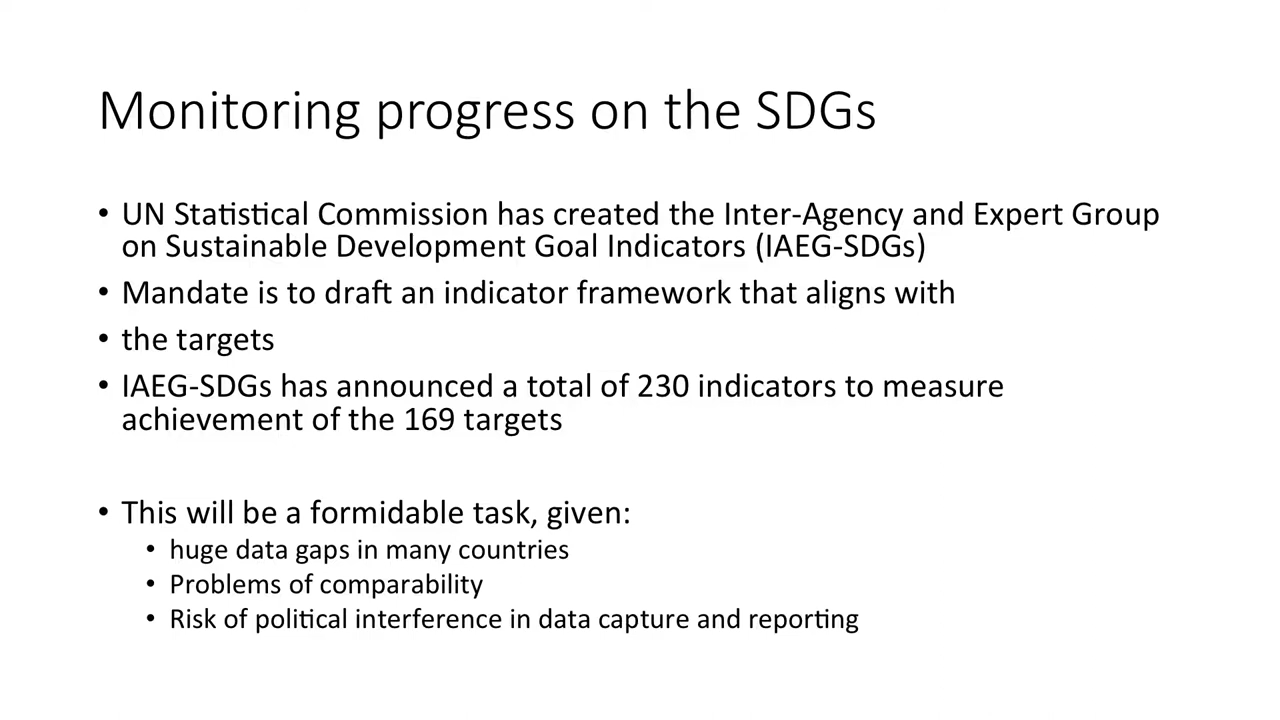 Monitoring progress on the SDGs
• UN Statistical Commission has created the Inter-Agency and Expert Group
on Sustainable Development Goal Indicators (IAEG-SDGs)
• Mandate is to draft an indicator framework that aligns with
• the targets
• IAEG-SDGs has announced a total of 230 indicators to measure
achievement of the 169 targets
• This will be a formidable task, given:
• huge data gaps in many countries
• Problems of comparability
• Risk of political interference in data capture and reporting